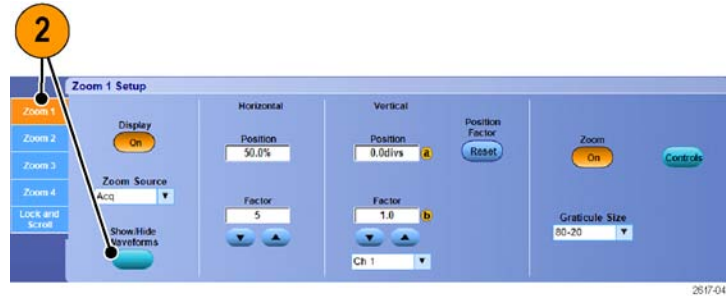 2
Zoom 1 Setup
Zoom 1
Zoom 2
Zoom 3
Zoom 4
Lock and
Scroll
Display
On
Zoom Source
Acq
Show/Hide
Waveforms
Horizontal
Position
50.0%
Factor
5
Vertical
Position
0.0divs a
Factor
1.0 b
Ch 1
Position
Factor
Reset
Zoom
On
Graticule Size
80-20
Controls
2617-04